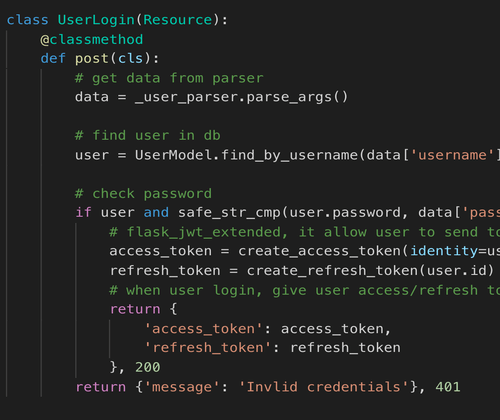 class UserLogin(Resource):
@classmethod
def post(cls):
# get data from parser
data = _user_parser.parse_args()
# find user in db
user = UserModel.find_by_username(data['username']
# check password
if user and safe_str_cmp(user.password, data['pas
# flask_jwt_extended, it allow user to send to
access_token = create_access_token(identity=us
refresh_token = create_refresh_token(user.id)
# when user login, give user access/refresh to
return {
'access_token': access_token,
'refresh_token': refresh_token
}, 200
return {'message': 'Invlid credentials'}, 401